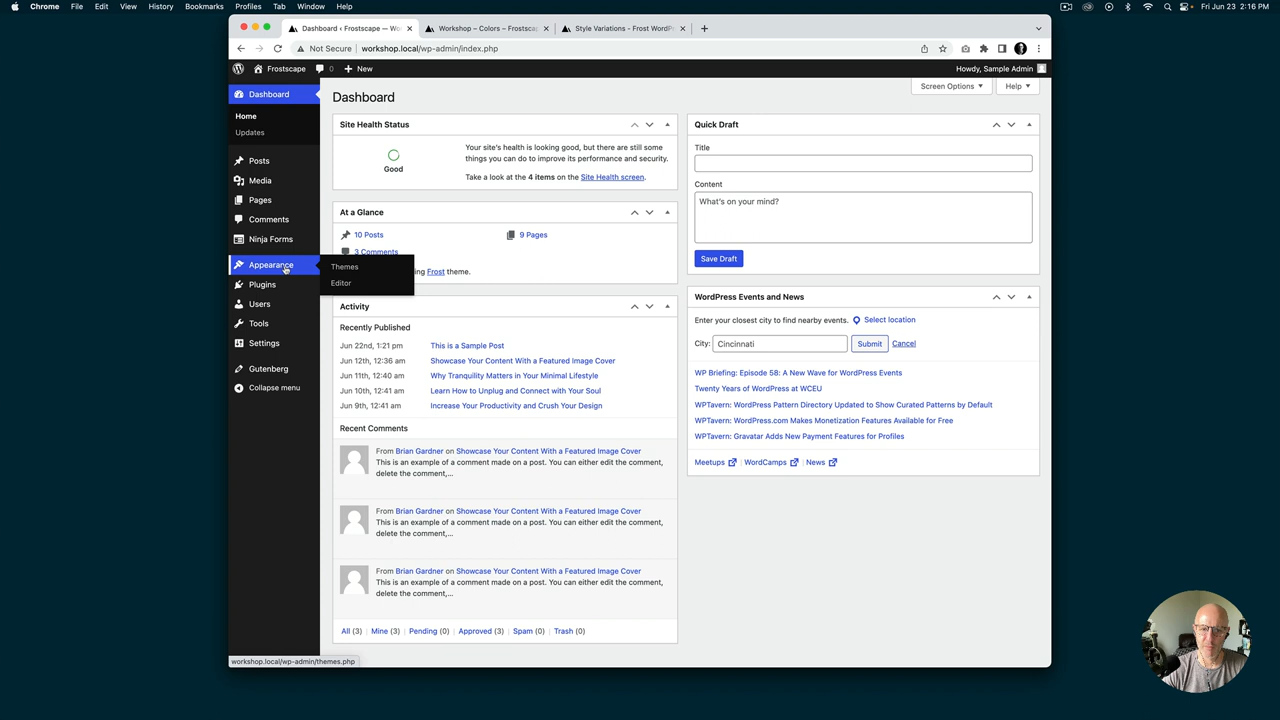 Chrome File Edit View History Bookmarks Profiles Tab Window Help
Fri Jun 23 2:16 PM
Dashboard ‹ Frostscape — Wo
Workshop – Colors – Frostscap
Style Variations - Frost WordPr
Not Secure workshop.local/wp-admin/index.php
Frostscape 0 New
Howdy, Sample Admin
Dashboard
Home
Updates
Posts
Media
Pages
Comments
Ninja Forms
Appearance
Themes
Editor
Plugins
Users
Tools
Settings
Gutenberg
Collapse menu
Dashboard
Screen Options
Help
Site Health Status
Good
Your site's health is looking good, but there are still some
things you can do to improve its performance and security.
Take a look at the 4 items on the Site Health screen.
At a Glance
10 Posts
9 Pages
3 Comments
ing Frost theme.
Activity
Recently Published
Jun 22nd, 1:21 pm This is a Sample Post
Jun 12th, 12:36 am Showcase Your Content With a Featured Image Cover
Jun 11th, 12:40 am Why Tranquility Matters in Your Minimal Lifestyle
Jun 10th, 12:41 am Learn How to Unplug and Connect with Your Soul
Jun 9th, 12:41 am Increase Your Productivity and Crush Your Design
Recent Comments
From Brian Gardner on Showcase Your Content With a Featured Image Cover
This is an example of a comment made on a post. You can either edit the comment,
delete the comment,...
From Brian Gardner on Showcase Your Content With a Featured Image Cover
This is an example of a comment made on a post. You can either edit the comment,
delete the comment,...
From Brian Gardner on Showcase Your Content With a Featured Image Cover
This is an example of a comment made on a post. You can either edit the comment,
delete the comment,...
All (3) | Mine (3) | Pending (0) | Approved (3) | Spam (0) | Trash (0)
Quick Draft
Title
Content
What's on your mind?
Save Draft
WordPress Events and News
Enter your closest city to find nearby events. Select location
City: Cincinnati Submit Cancel
WP Briefing: Episode 58: A New Wave for WordPress Events
Twenty Years of WordPress at WCEU
WPTavern: WordPress Pattern Directory Updated to Show Curated Patterns by Default
WPTavern: WordPress.com Makes Monetization Features Available for Free
WPTavern: Gravatar Adds New Payment Features for Profiles
Meetups | WordCamps | News
workshop.local/wp-admin/themes.php